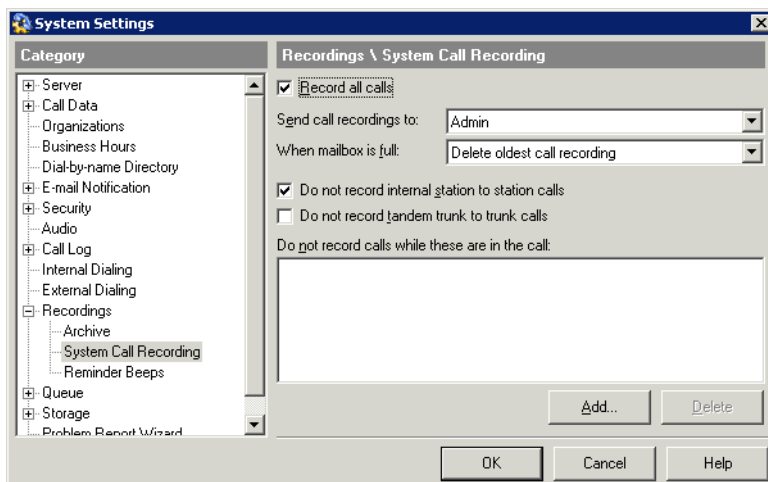 System Settings
Category
Recordings \ System Call Recording
Server
Call Data
Organizations
Business Hours
Dial-by-name Directory
E-mail Notification
Security
Audio
Call Log
Internal Dialing
External Dialing
Recordings
Archive
System Call Recording
Reminder Beeps
Queue
Storage
Problem Report Wizard
Record all calls
Send call recordings to: Admin
When mailbox is full: Delete oldest call recording
Do not record internal station to station calls
Do not record tandem trunk to trunk calls
Do not record calls while these are in the call:
Add... Delete
OK Cancel Help